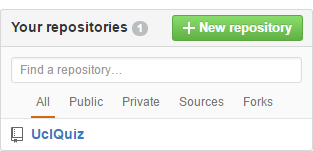 Your repositories 1 + New repository
Find a repository...
All Public Private Sources Forks
UclQuiz